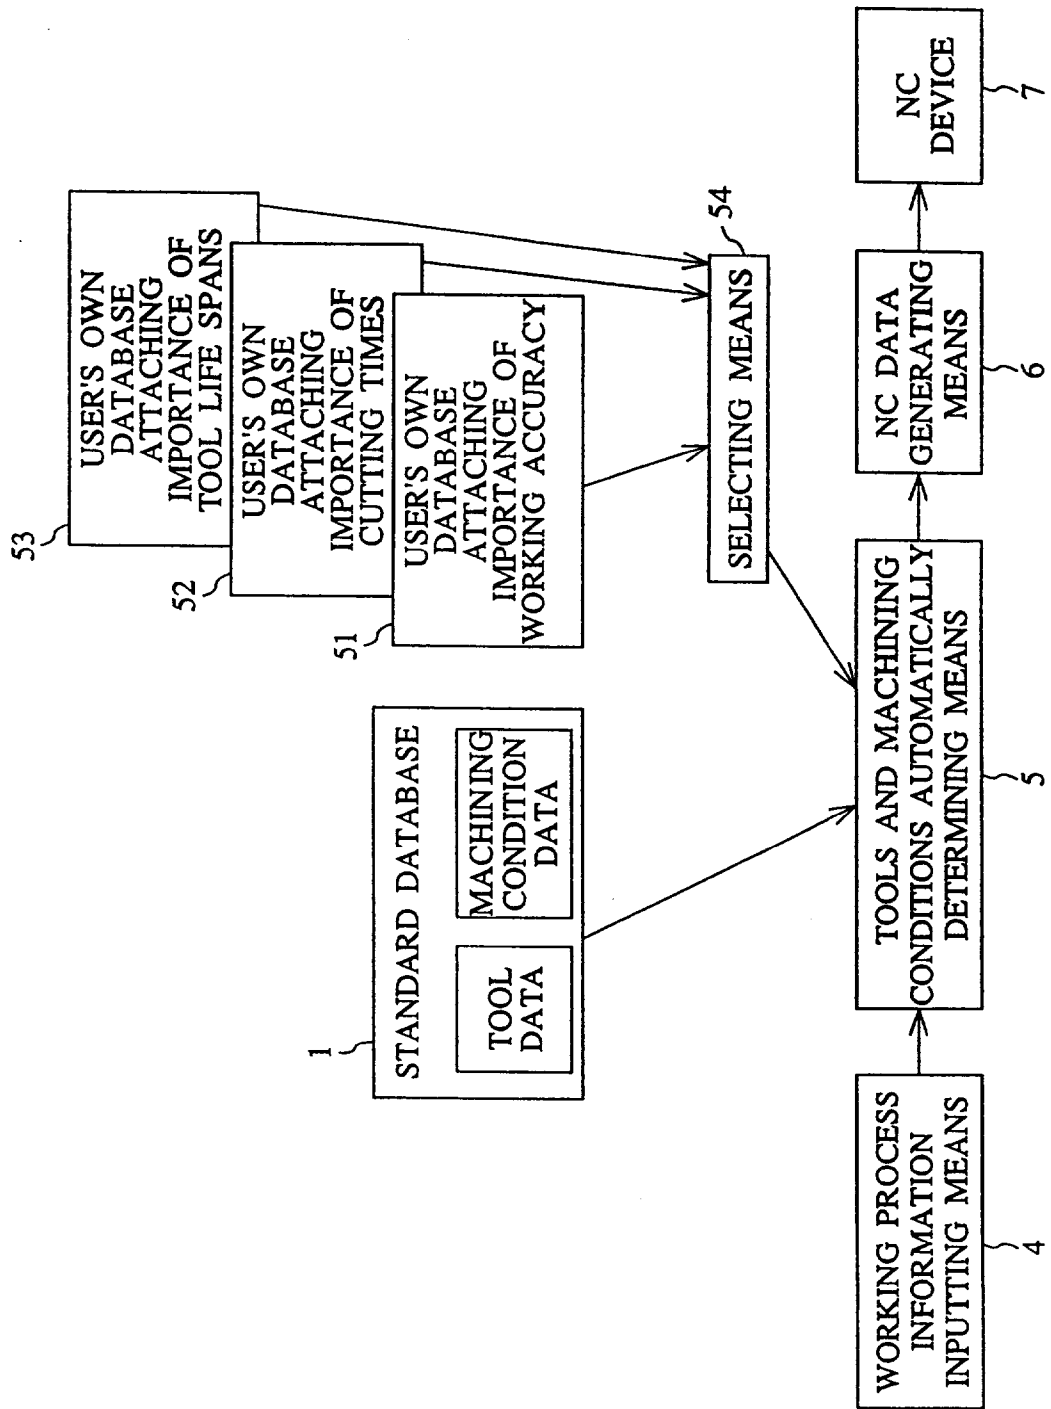 53
USER'S OWN
DATABASE
ATTACHING
IMPORTANCE OF
TOOL LIFE SPANS
52
USER'S OWN
DATABASE
ATTACHING
IMPORTANCE OF
CUTTING TIMES
51
USER'S OWN
DATABASE
ATTACHING
IMPORTANCE OF
WORKING ACCURACY
1
STANDARD DATABASE
TOOL
DATA
MACHINING
CONDITION
DATA
SELECTING MEANS
54
WORKING PROCESS
INFORMATION
INPUTTING MEANS
4
TOOLS AND MACHINING
CONDITIONS AUTOMATICALLY
DETERMINING MEANS
5
NC DATA
GENERATING
MEANS
6
NC
DEVICE
7